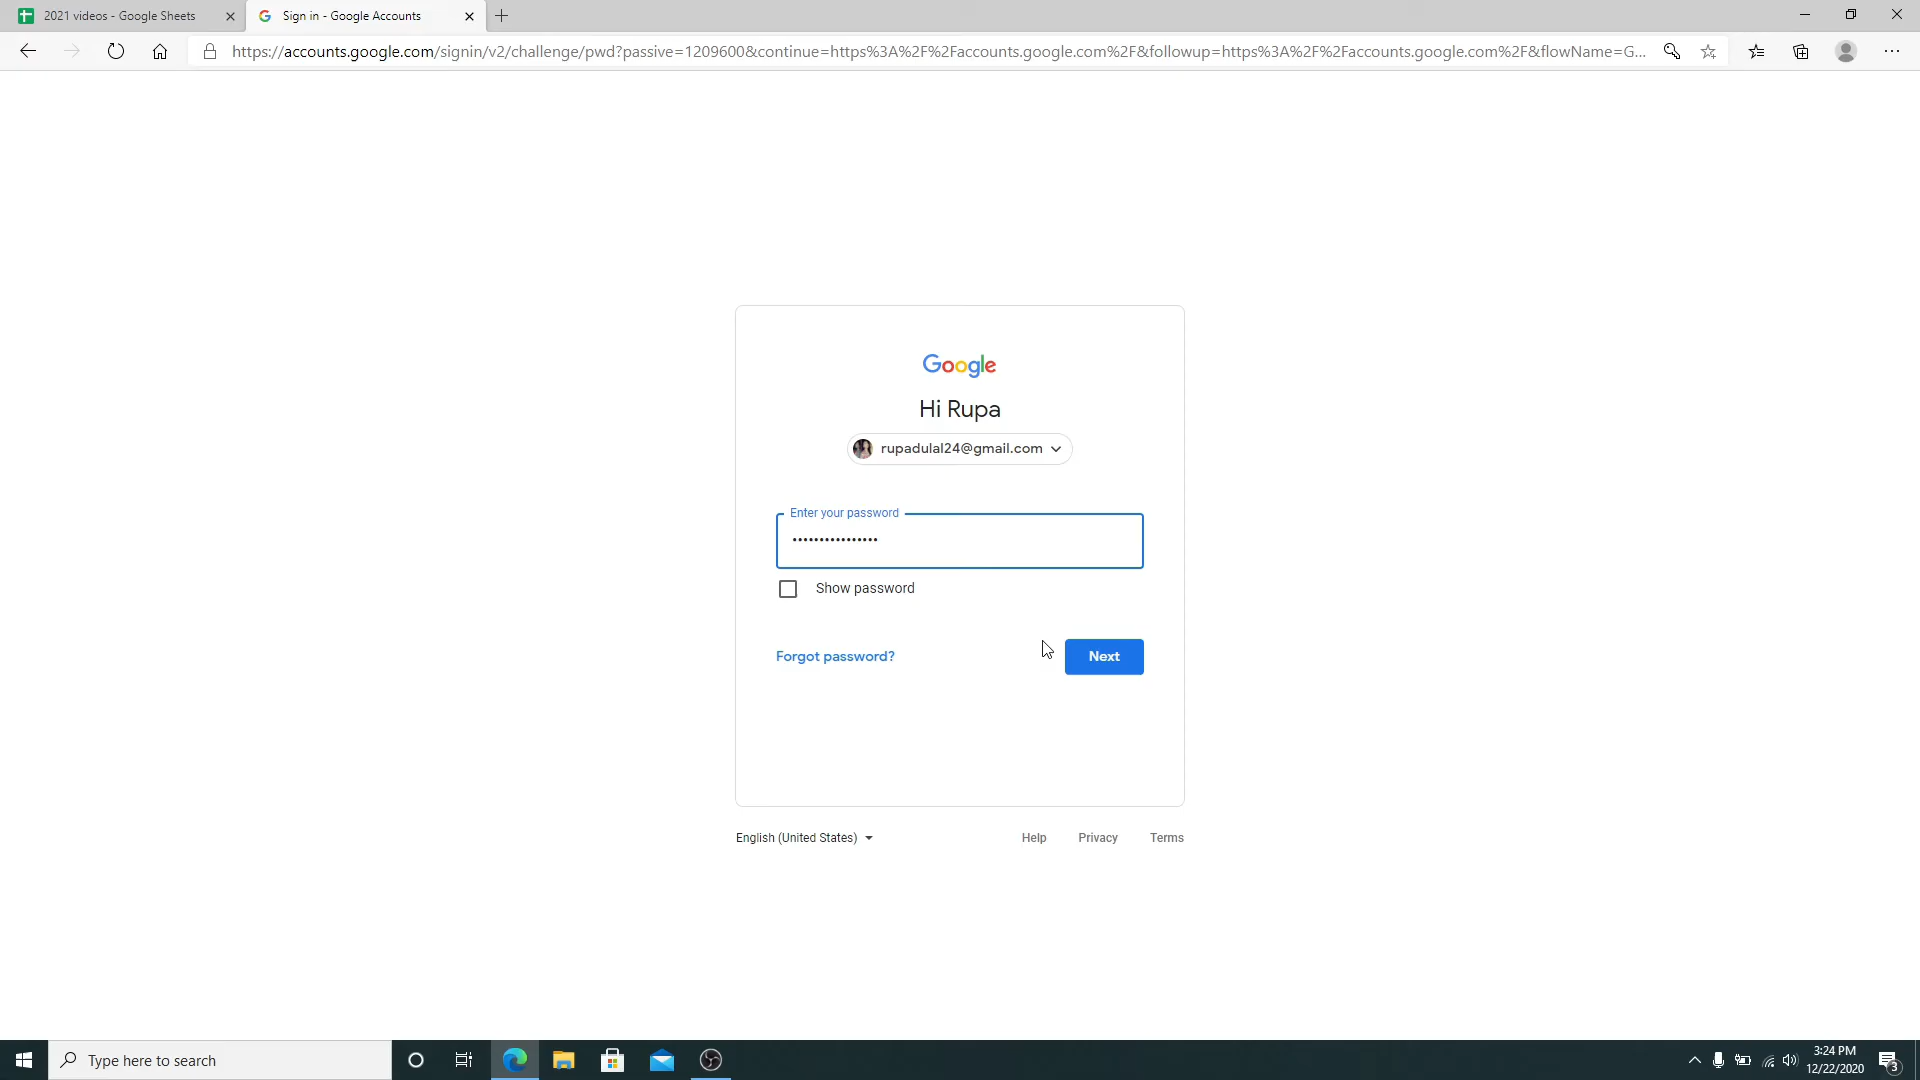 2021 videos - Google Sheets
Sign in - Google Accounts
https://accounts.google.com/signin/v2/challenge/pwd?passive=1209600&continue=https%3A%2F%2Faccounts.google.com%2F&followup=https%3A%2F%2Faccounts.google.com%2F&flowName=G...
Google
Hi Rupa
rupadulal24@gmail.com
Enter your password
••••••••••••••••
Show password
Forgot password?
Next
English (United States)
Help
Privacy
Terms
Type here to search
3:24 PM
12/22/2020
3